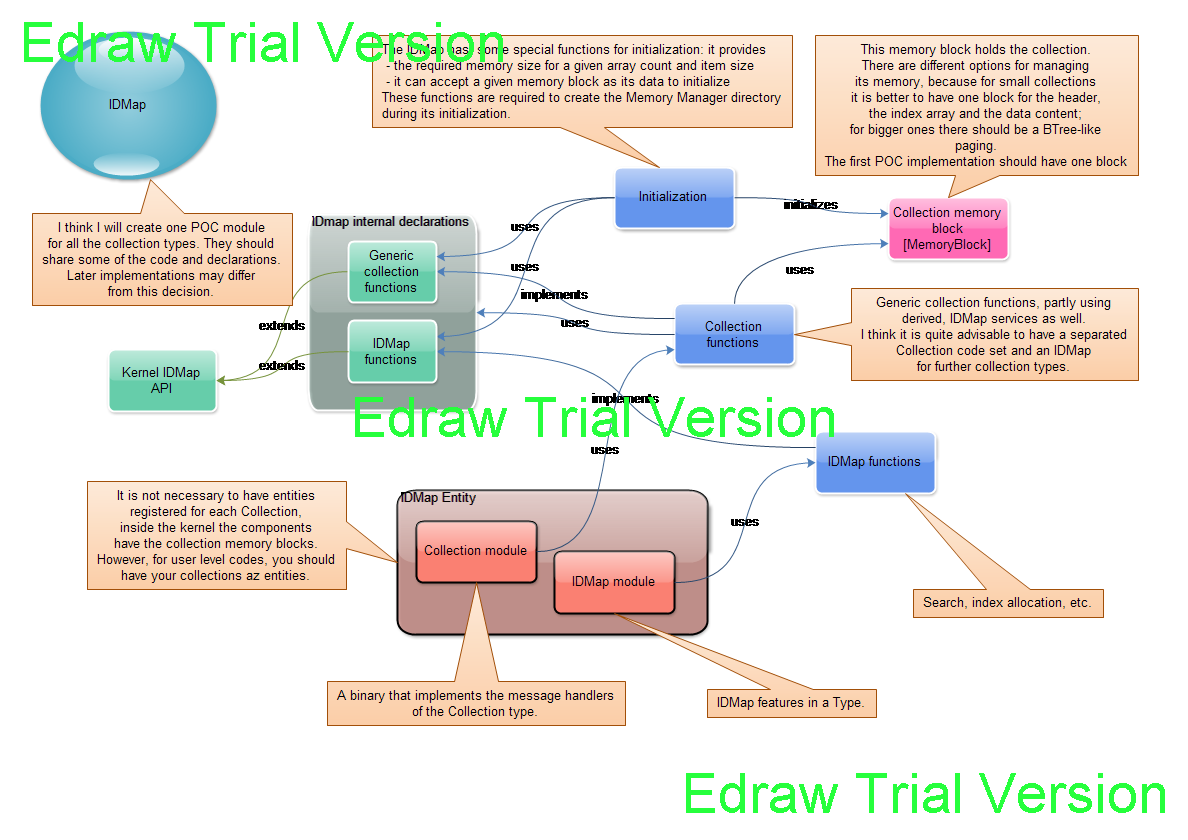 Edraw Trial Version
IDMap
The IDMap has some special functions for initialization: it provides
- the required memory size for a given array count and item size
- it can accept a given memory block as its data to initialize
These functions are required to create the Memory Manager directory
during its initialization.
This memory block holds the collection.
There are different options for managing
its memory, because for small collections
it is better to have one block for the header,
the index array and the data content;
for bigger ones there should be a BTree-like
paging.
The first POC implementation should have one block
I think I will create one POC module
for all the collection types. They should
share some of the code and declarations.
Later implementations may differ
from this decision.
Initialization
initializes
Collection memory
block
[MemoryBlock]
IDmap internal declarations
Generic
collection
functions
IDMap
functions
uses
uses
implements
uses
uses
extends
extends
Kernel IDMap
API
Collection
functions
Generic collection functions, partly using
derived, IDMap services as well.
I think it is quite advisable to have a separated
Collection code set and an IDMap
for further collection types.
implements
Edraw Trial Version
uses
IDMap functions
uses
It is not necessary to have entities
registered for each Collection,
inside the kernel the components
have the collection memory blocks.
However, for user level codes, you should
have your collections az entities.
IDMap Entity
Collection module
IDMap module
Search, index allocation, etc.
A binary that implements the message handlers
of the Collection type.
IDMap features in a Type.
Edraw Trial Version